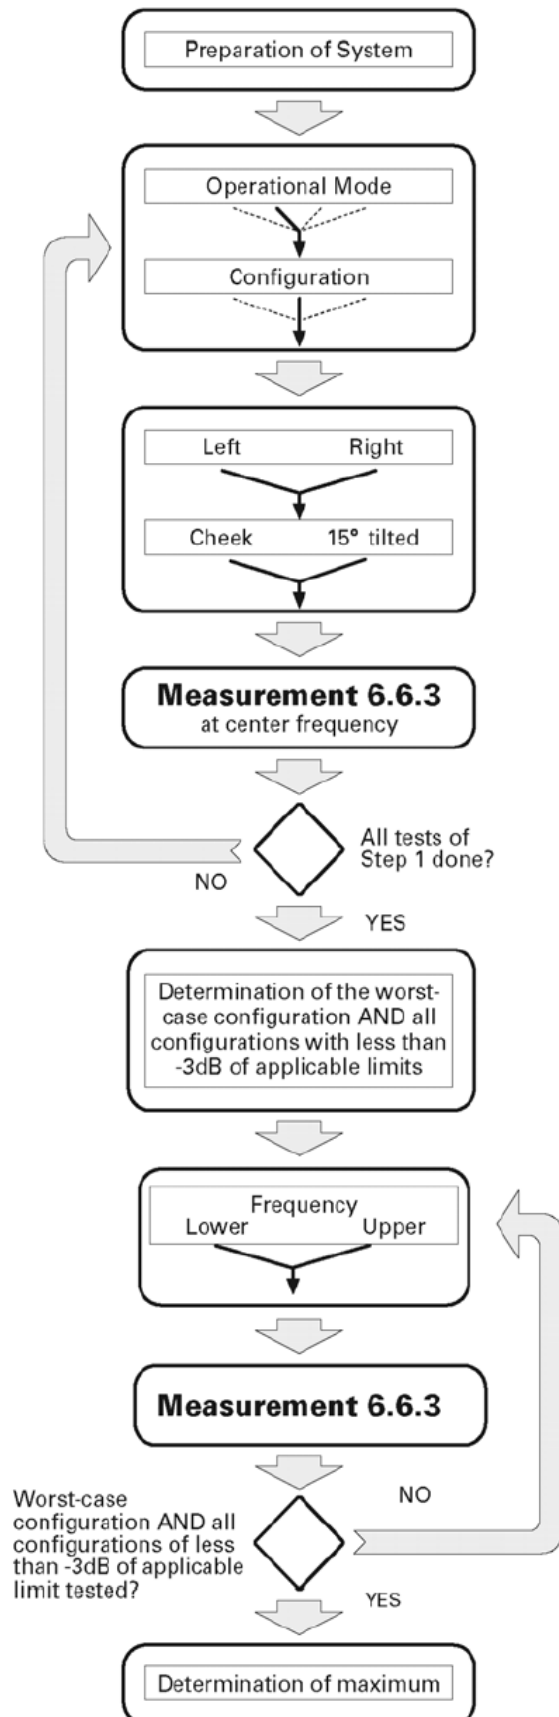 Preparation of System
Operational Mode
Configuration
Left Right
Cheek 15° tilted
Measurement 6.6.3
at center frequency
All tests of
Step 1 done?
NO
YES
Determination of the worst-
case configuration AND all
configurations with less than
-3dB of applicable limits
Frequency
Lower Upper
Measurement 6.6.3
NO
Worst-case
configuration AND all
configurations of less
than -3dB of applicable
limit tested?
YES
Determination of maximum